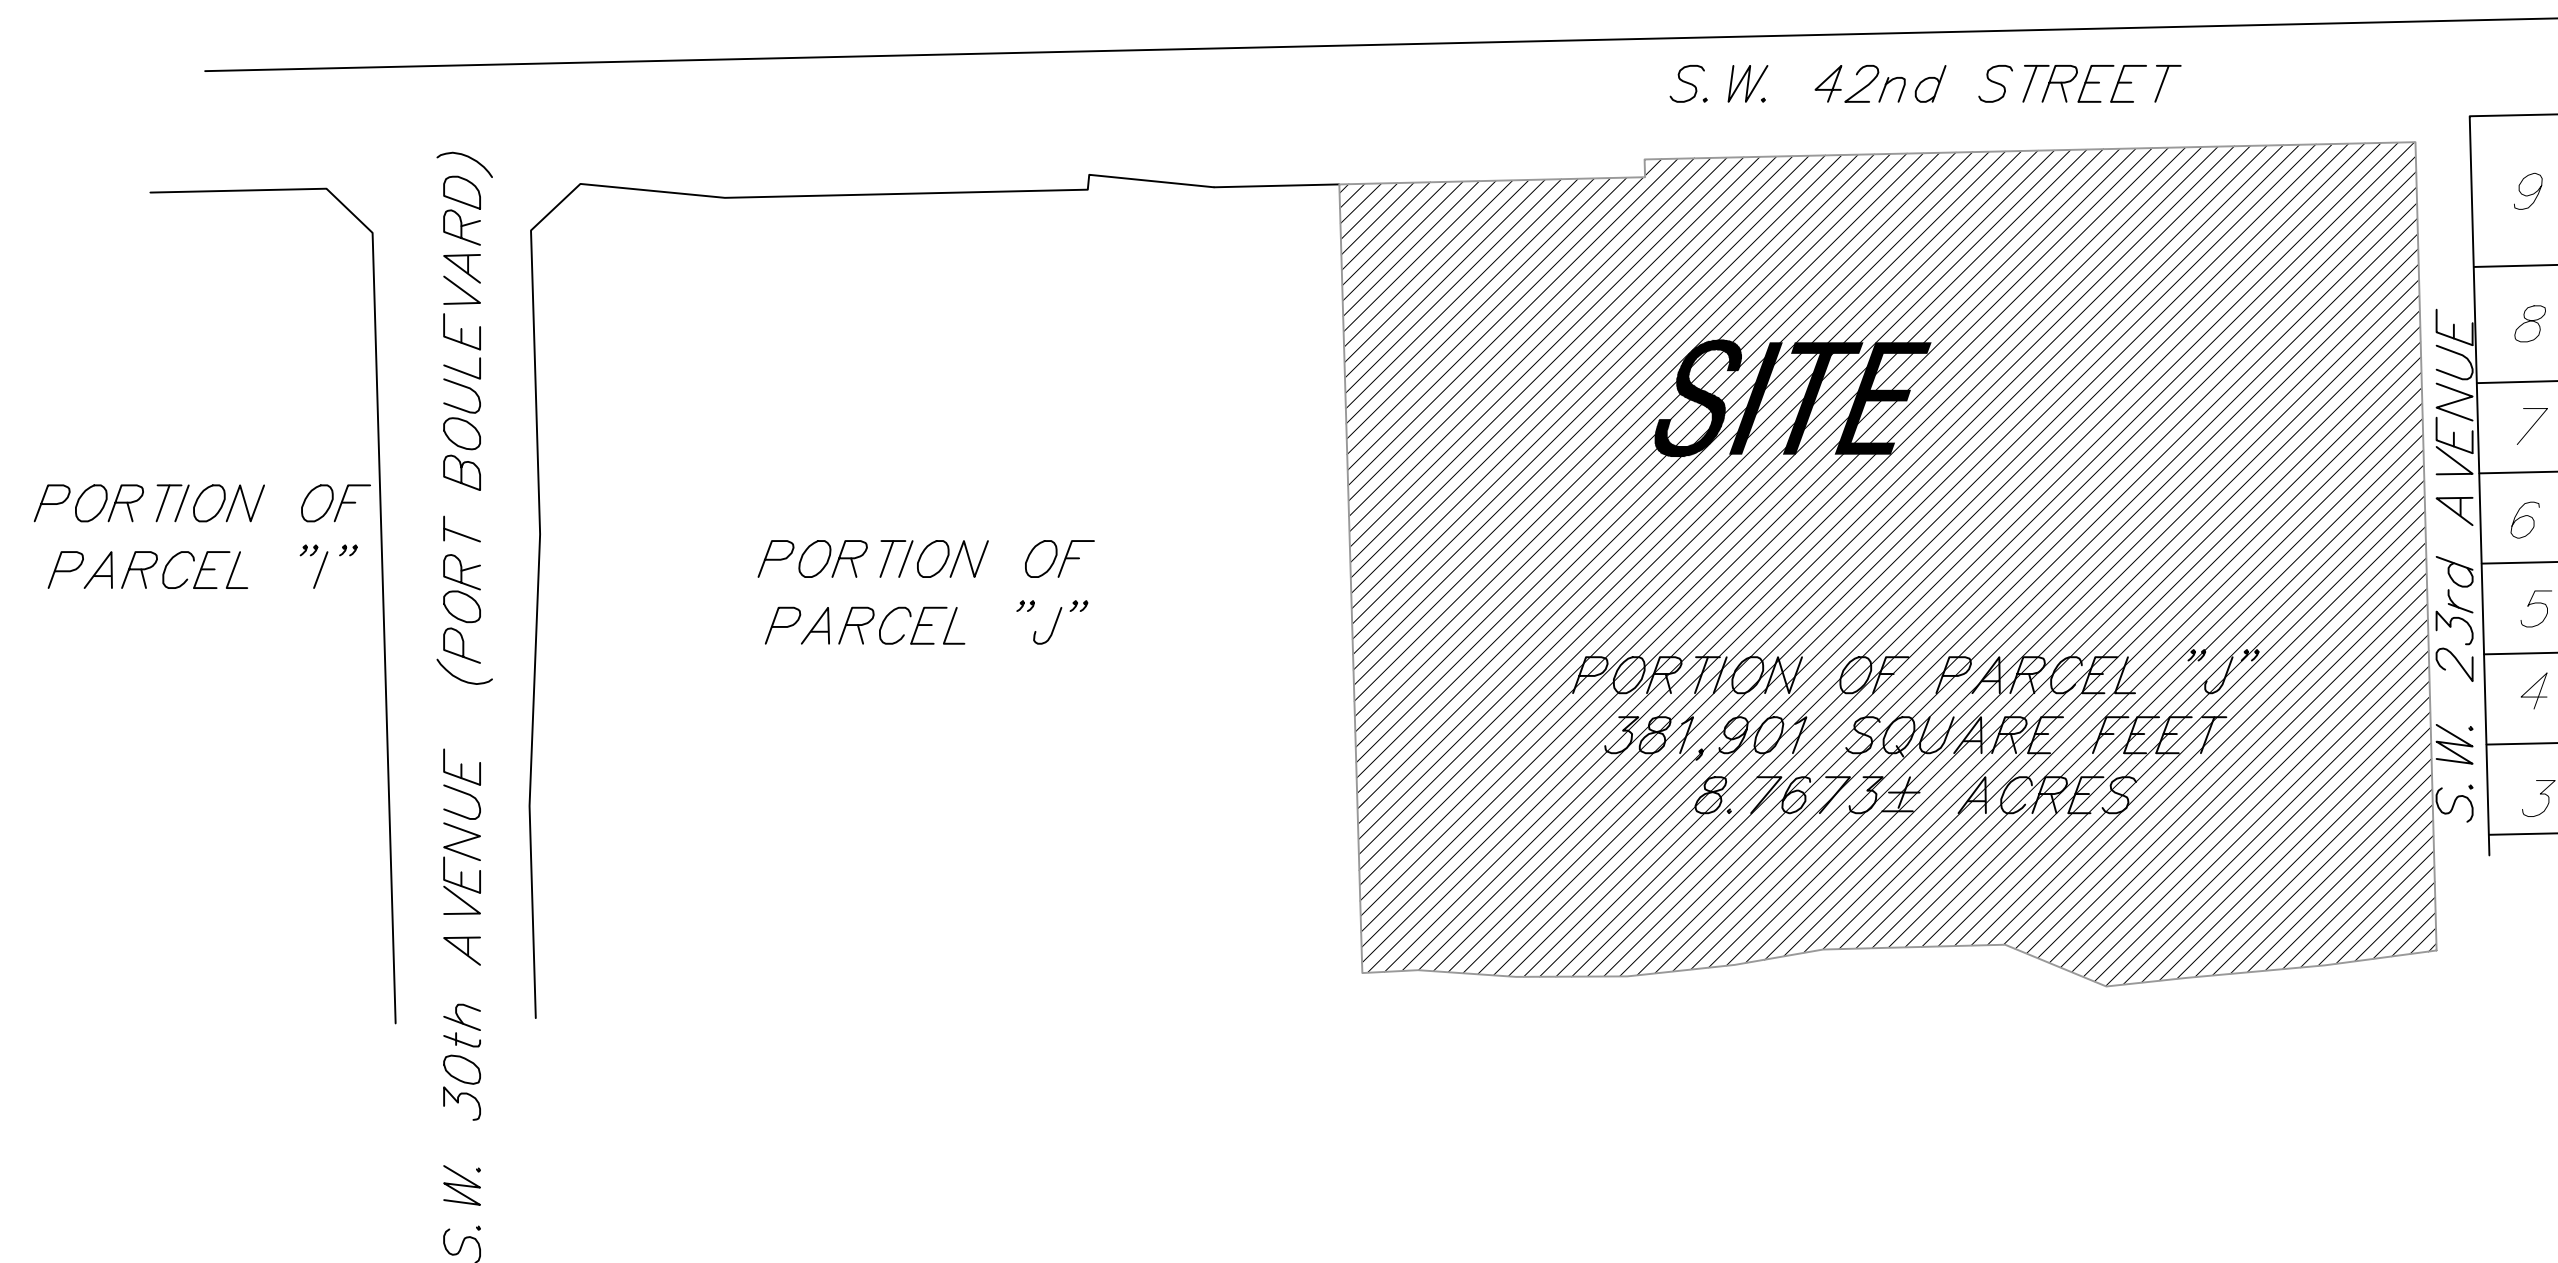 S.W. 42nd STREET
S.W. 30th AVENUE (PORT BOULEVARD)
PORTION OF
PARCEL "I"
PORTION OF
PARCEL "J"
SITE
PORTION OF PARCEL "J"
381,901 SQUARE FEET
8.7673± ACRES
S.W. 23rd AVENUE
9
8
7
6
5
4
3